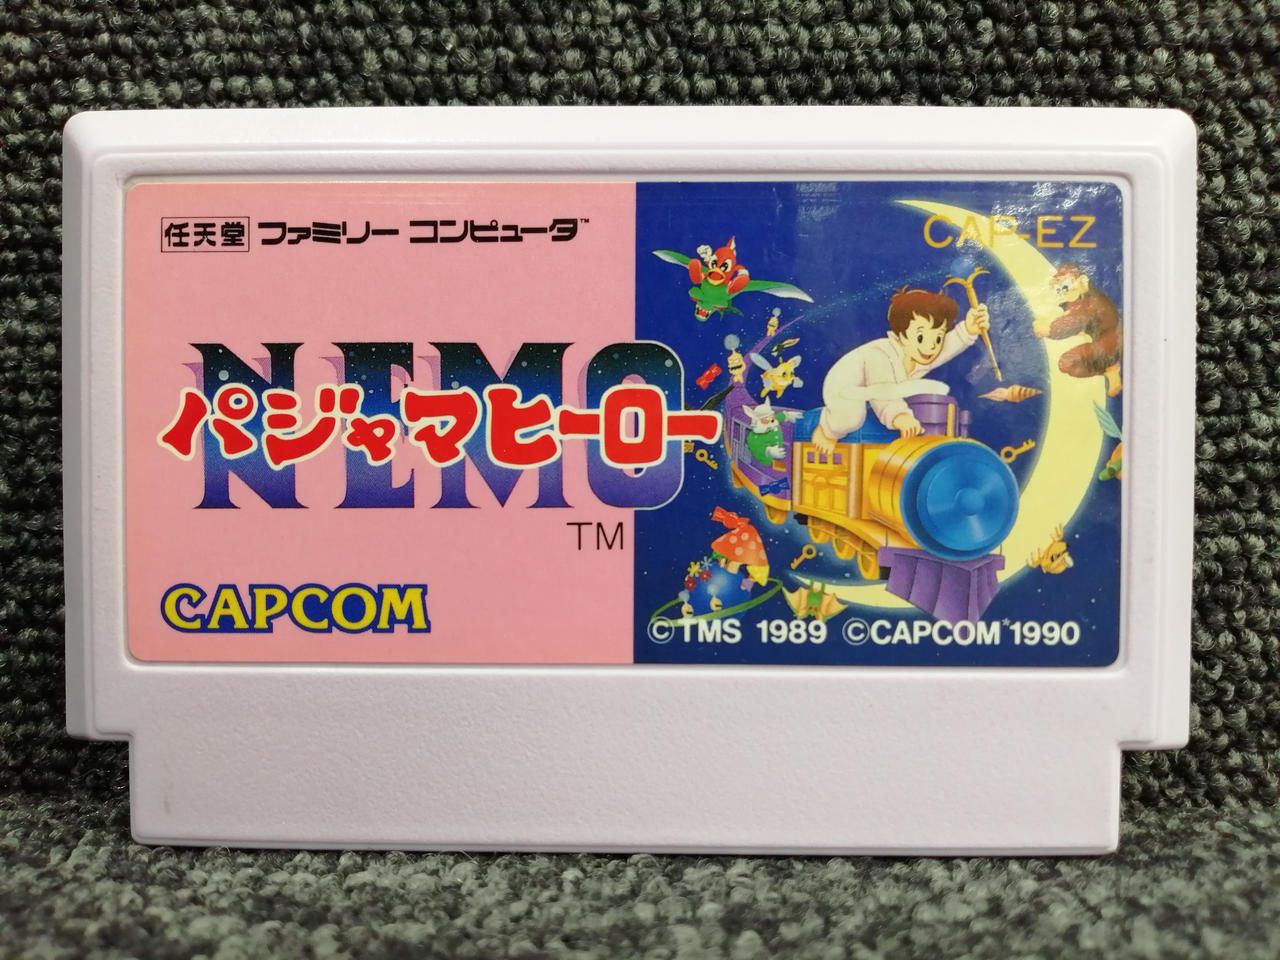 任天堂 ファミリー コンピュータ™
CAP-EZ
NEMO
パジャマヒーロー
TM
CAPCOM
©TMS 1989 ©CAPCOM*1990